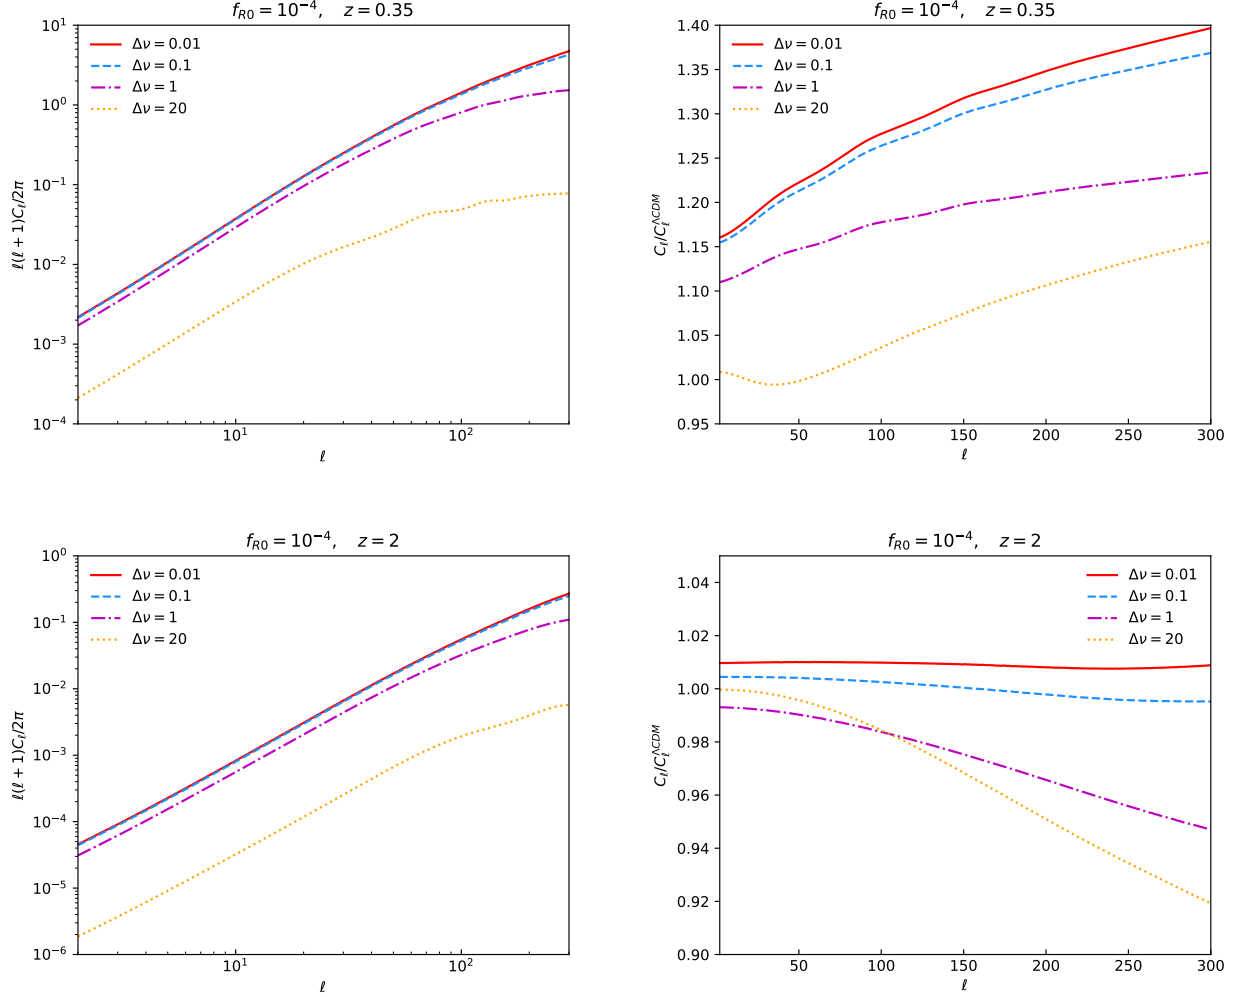 f_{R0} = 10^{-4},   z = 0.35
Δν = 0.01
Δν = 0.1
Δν = 1
Δν = 20
ℓ(ℓ + 1)C_ℓ/2π
10^1
10^0
10^{-1}
10^{-2}
10^{-3}
10^{-4}
10^1 10^2
ℓ
f_{R0} = 10^{-4},   z = 0.35
Δν = 0.01
Δν = 0.1
Δν = 1
Δν = 20
C_ℓ/C_ℓ^{ΛCDM}
1.40
1.35
1.30
1.25
1.20
1.15
1.10
1.05
1.00
0.95
50 100 150 200 250 300
ℓ
f_{R0} = 10^{-4},   z = 2
Δν = 0.01
Δν = 0.1
Δν = 1
Δν = 20
ℓ(ℓ + 1)C_ℓ/2π
10^0
10^{-1}
10^{-2}
10^{-3}
10^{-4}
10^{-5}
10^{-6}
10^1 10^2
ℓ
f_{R0} = 10^{-4},   z = 2
Δν = 0.01
Δν = 0.1
Δν = 1
Δν = 20
C_ℓ/C_ℓ^{ΛCDM}
1.04
1.02
1.00
0.98
0.96
0.94
0.92
0.90
50 100 150 200 250 300
ℓ